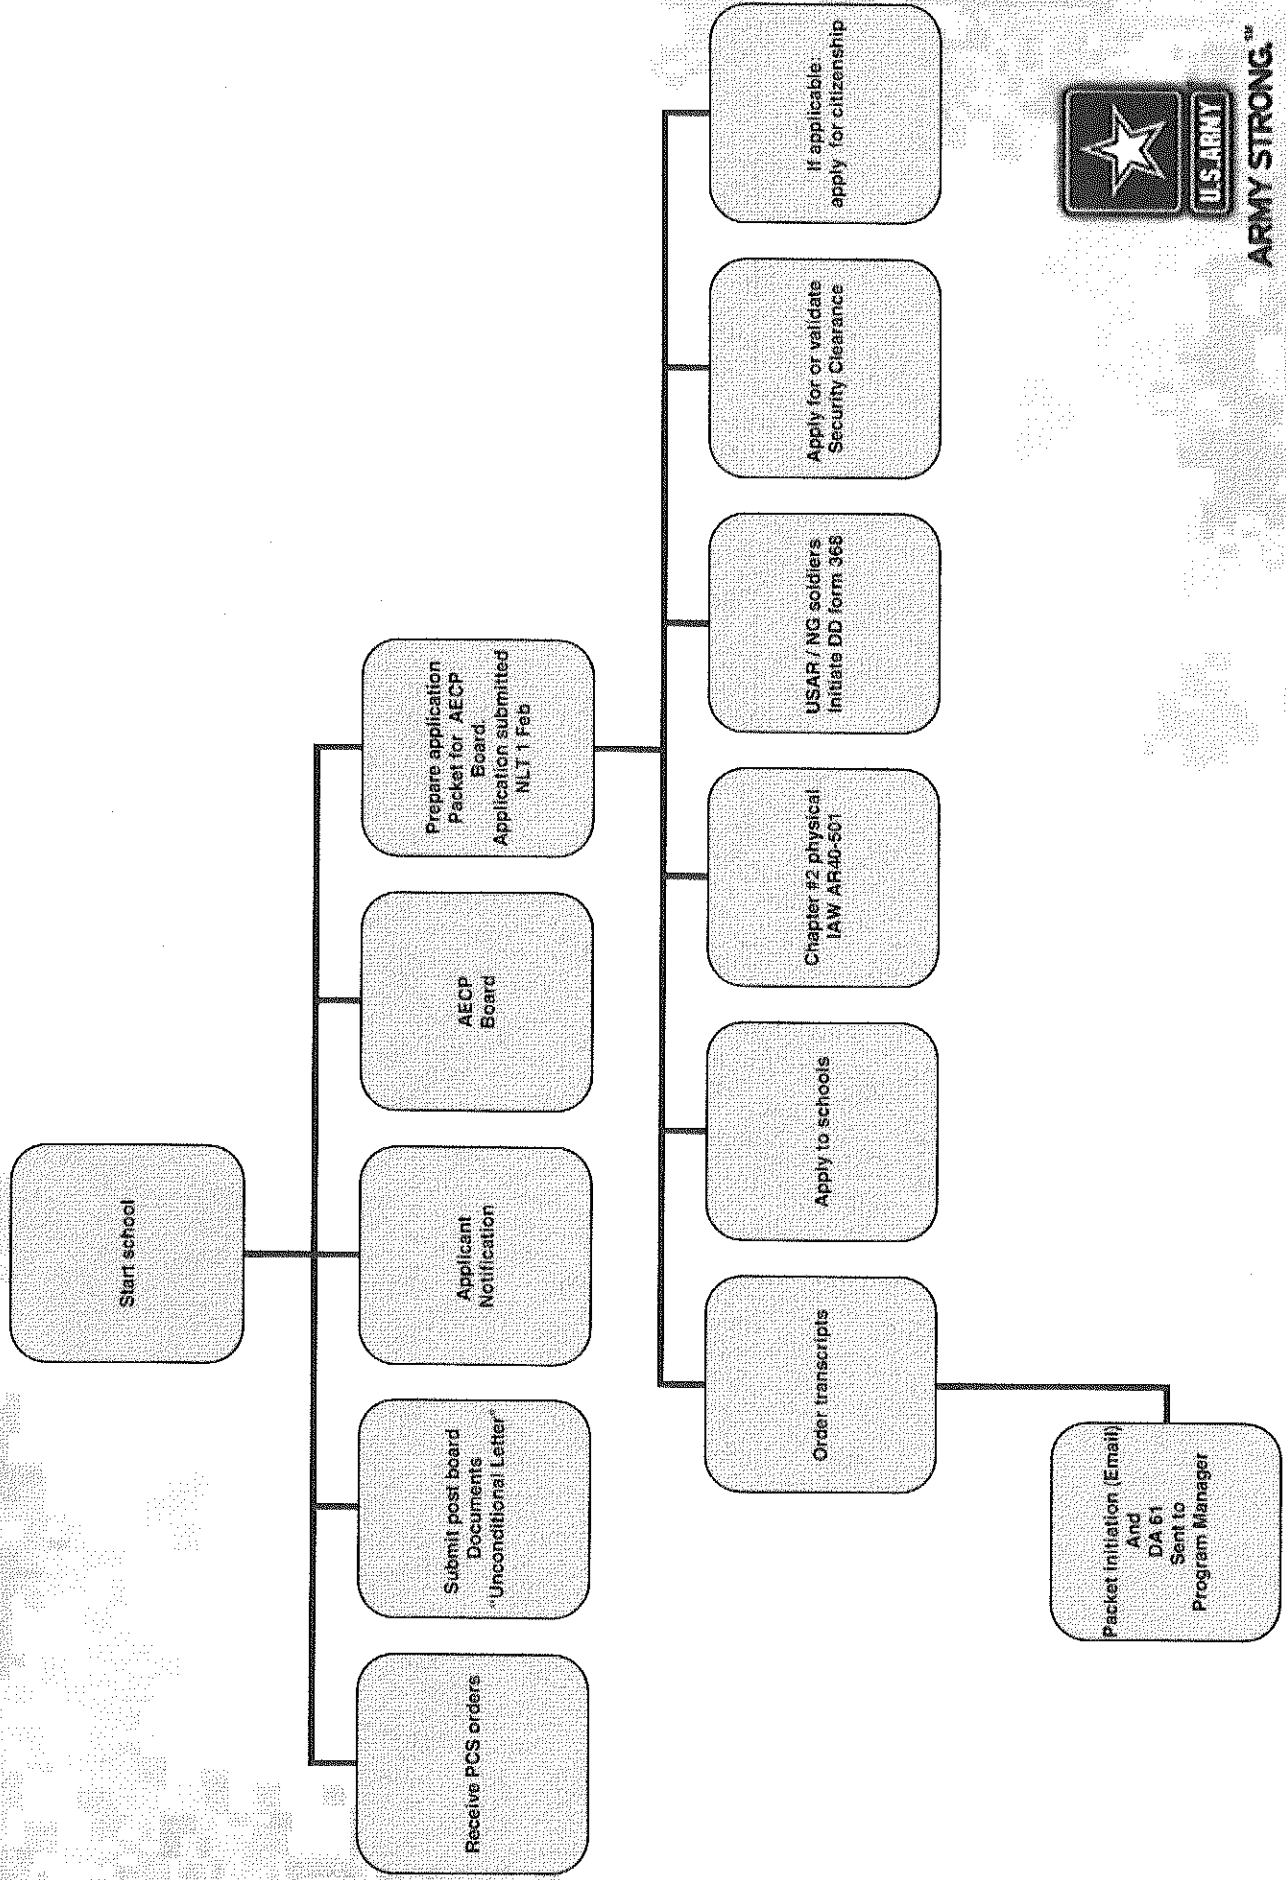 Start school
Receive PCS orders
Submit post board
Documents
"Unconditional Letter"
Applicant
Notification
AECP
Board
Prepare application
Packet for AECP
Board
Application submitted
NLT 1 Feb
Order transcripts
Apply to schools
Chapter #2 physical
IAW AR40-501
USAR / NG soldiers
Initiate DD form 368
Apply for or validate
Security Clearance
If applicable:
apply for citizenship
Packet Initiation (Email)
And
DA 61
Sent to
Program Manager
U.S.ARMY
ARMY STRONG.™